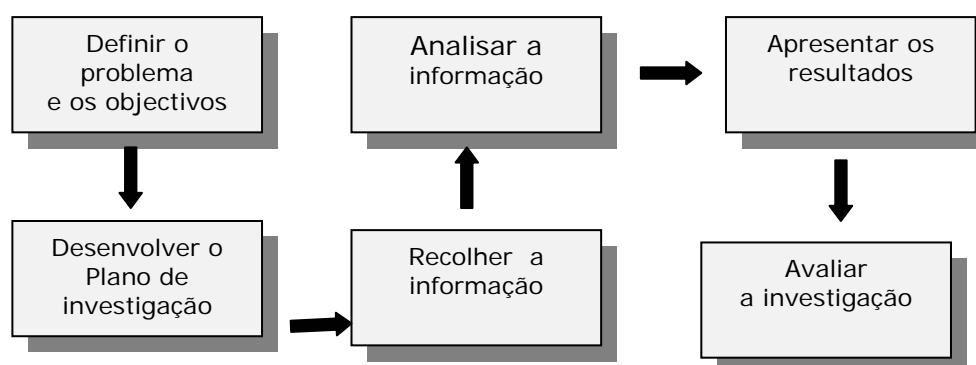 Definir o
problema
e os objectivos
Desenvolver o
Plano de
investigação
Recolher a
informação
Analisar a
informação
Apresentar os
resultados
Avaliar
a investigação